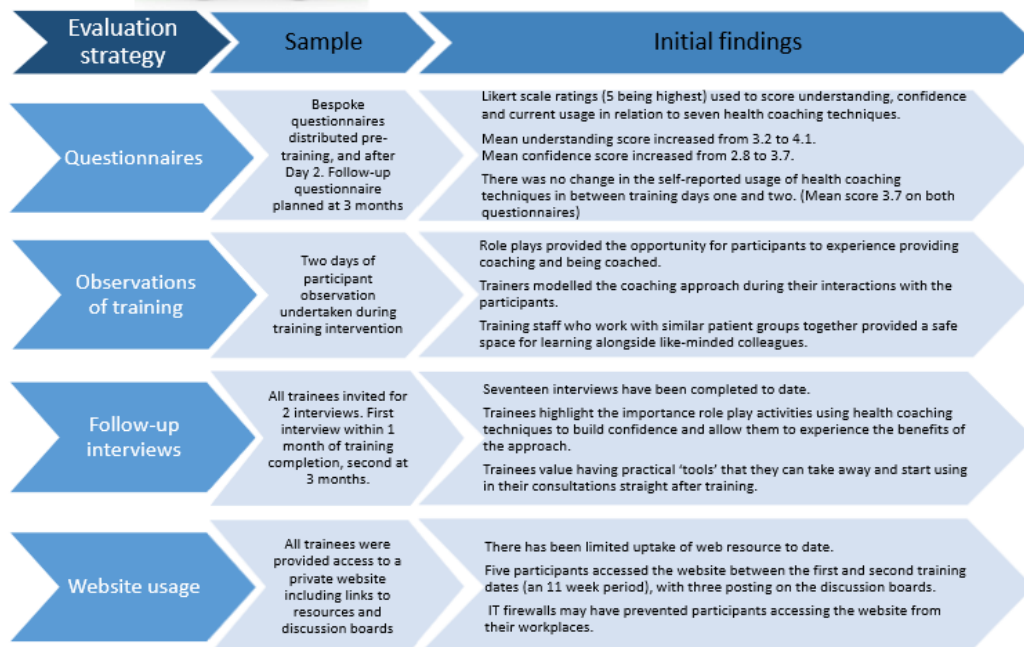 Evaluation
strategy
Sample
Initial findings
Questionnaires
Bespoke
questionnaires
distributed pre-
training, and after
Day 2. Follow-up
questionnaire
planned at 3 months
Likert scale ratings (5 being highest) used to score understanding, confidence
and current usage in relation to seven health coaching techniques.
Mean understanding score increased from 3.2 to 4.1.
Mean confidence score increased from 2.8 to 3.7.
There was no change in the self-reported usage of health coaching
techniques in between training days one and two. (Mean score 3.7 on both
questionnaires)
Observations
of training
Two days of
participant
observation
undertaken during
training intervention
Role plays provided the opportunity for participants to experience providing
coaching and being coached.
Trainers modelled the coaching approach during their interactions with the
participants.
Training staff who work with similar patient groups together provided a safe
space for learning alongside like-minded colleagues.
Follow-up
interviews
All trainees invited for
2 interviews. First
interview within 1
month of training
completion, second at
3 months.
Seventeen interviews have been completed to date.
Trainees highlight the importance role play activities using health coaching
techniques to build confidence and allow them to experience the benefits of
the approach.
Trainees value having practical ‘tools’ that they can take away and start using
in their consultations straight after training.
Website usage
All trainees were
provided access to a
private website
including links to
resources and
discussion boards
There has been limited uptake of web resource to date.
Five participants accessed the website between the first and second training
dates (an 11 week period), with three posting on the discussion boards.
IT firewalls may have prevented participants accessing the website from
their workplaces.